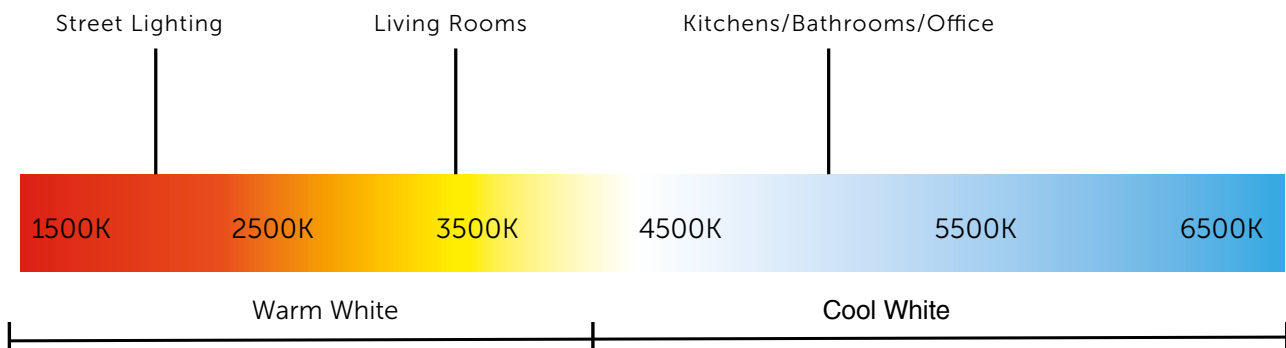 Street Lighting Living Rooms Kitchens/Bathrooms/Office
1500K 2500K 3500K 4500K 5500K 6500K
Warm White Cool White